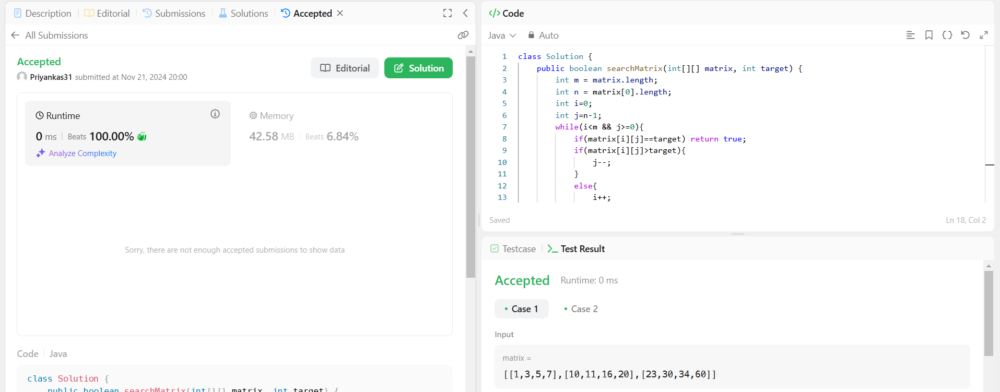 Description
Editorial
Submissions
Solutions
Accepted
All Submissions
Accepted
Priyankas31 submitted at Nov 21, 2024 20:00
Editorial
Solution
Runtime
0 ms
Beats 100.00%
Analyze Complexity
Memory
42.58 MB
Beats 6.84%
Sorry, there are not enough accepted submissions to show data
Code
Java
class Solution {
public boolean searchMatrix(int[][] matrix, int target) {
</> Code
Java
Auto
1 class Solution {
2 public boolean searchMatrix(int[][] matrix, int target) {
3 int m = matrix.length;
4 int n = matrix[0].length;
5 int i=0;
6 int j=n-1;
7 while(i<m && j>=0){
8 if(matrix[i][j]==target) return true;
9 if(matrix[i][j]>target){
10 j--;
11 }
12 else{
13 i++;
Saved
Ln 18, Col 2
Testcase
Test Result
Accepted
Runtime: 0 ms
Case 1
Case 2
Input
matrix =
[[1,3,5,7],[10,11,16,20],[23,30,34,60]]